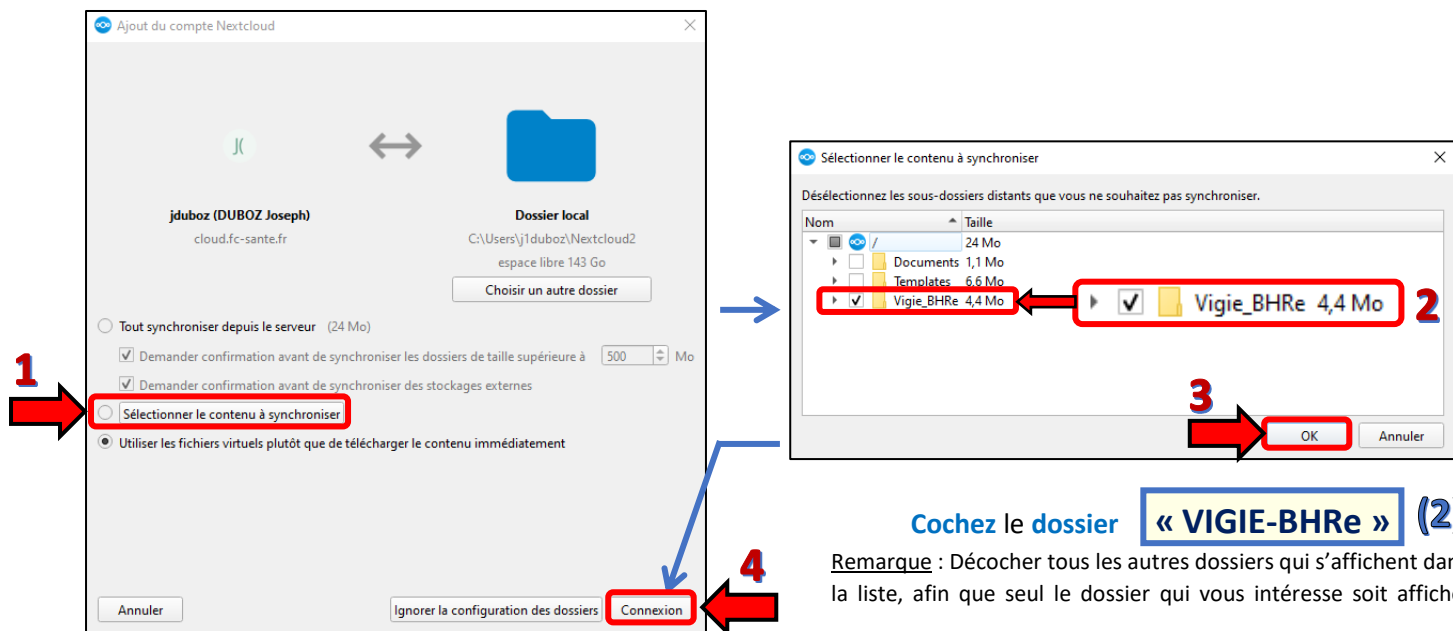 Ajout du compte Nextcloud
J(
jduboz (DUBOZ Joseph)
cloud.fc-sante.fr
Dossier local
C:\Users\j1duboz\Nextcloud2
espace libre 143 Go
Choisir un autre dossier
Tout synchroniser depuis le serveur (24 Mo)
Demander confirmation avant de synchroniser les dossiers de taille supérieure à 500 Mo
Demander confirmation avant de synchroniser des stockages externes
1
Sélectionner le contenu à synchroniser
Utiliser les fichiers virtuels plutôt que de télécharger le contenu immédiatement
4
Annuler
Ignorer la configuration des dossiers
Connexion
Sélectionner le contenu à synchroniser
Désélectionnez les sous-dossiers distants que vous ne souhaitez pas synchroniser.
Nom Taille
/ 24 Mo
Documents 1,1 Mo
Templates 6,6 Mo
Vigie_BHRe 4,4 Mo
Vigie_BHRe 4,4 Mo
2
3
OK
Annuler
Cochez le dossier « VIGIE-BHRe » (2
Remarque : Décocher tous les autres dossiers qui s'affichent dan
la liste, afin que seul le dossier qui vous intéresse soit affiché